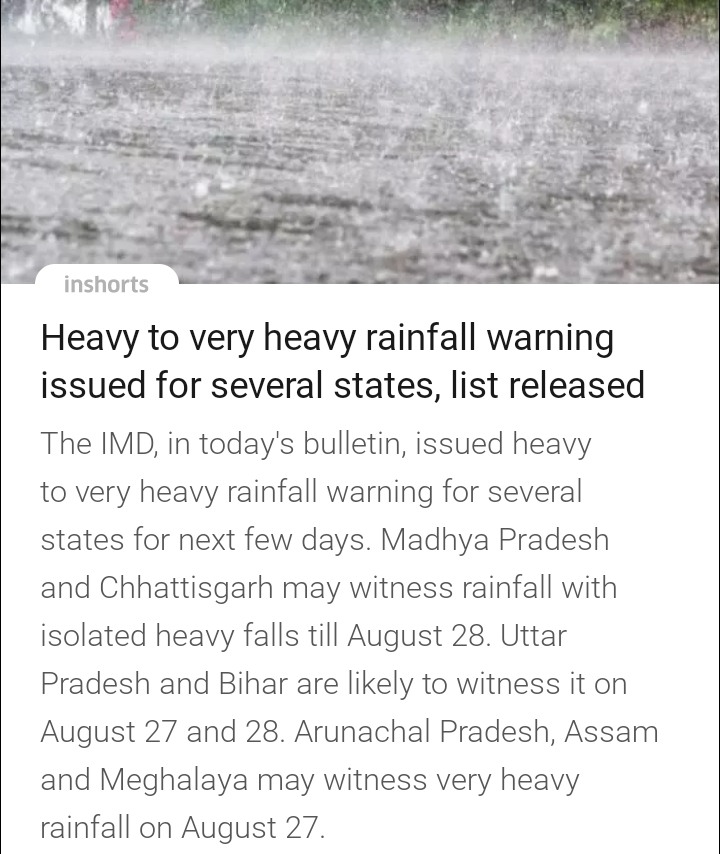 inshorts
Heavy to very heavy rainfall warning
issued for several states, list released
The IMD, in today's bulletin, issued heavy
to very heavy rainfall warning for several
states for next few days. Madhya Pradesh
and Chhattisgarh may witness rainfall with
isolated heavy falls till August 28. Uttar
Pradesh and Bihar are likely to witness it on
August 27 and 28. Arunachal Pradesh, Assam
and Meghalaya may witness very heavy
rainfall on August 27.